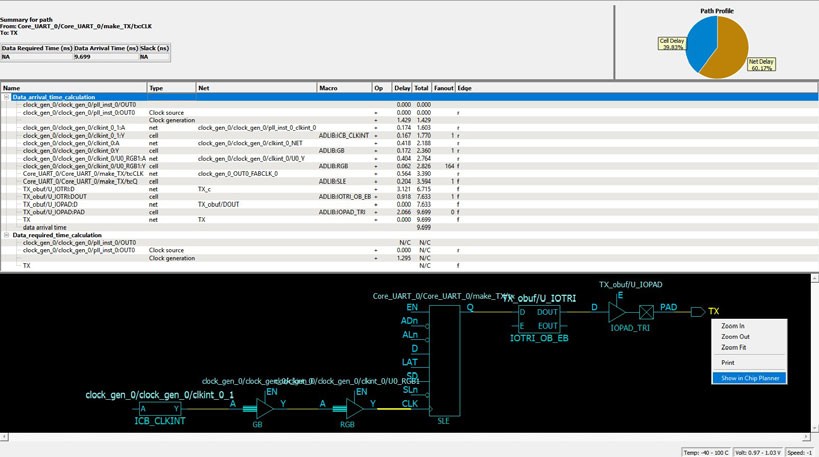 Summary for path
From: Core_UART_0/Core_UART_0/make_TX/tx:CLK
To: TX
Data Required Time (ns) Data Arrival Time (ns) Slack (ns)
NA 9.699 NA
Path Profile
Cell Delay
39.83%
Net Delay
60.17%
Name Type Net Macro Op Delay Total Fanout Edge
Data_arrival_time_calculation
clock_gen_0/clock_gen_0/pll_inst_0/OUT0 0.000 0.000
clock_gen_0/clock_gen_0/pll_inst_0:OUT0 Clock source + 0.000 0.000 r
Clock generation + 1.429 1.429
clock_gen_0/clock_gen_0/clkint_0_1:A net clock_gen_0/clock_gen_0/pll_inst_0_clkint_0 + 0.174 1.603 r
clock_gen_0/clock_gen_0/clkint_0_1:Y cell ADLIB:ICB_CLKINT + 0.167 1.770 1 r
clock_gen_0/clock_gen_0/clkint_0:A net clock_gen_0/clock_gen_0/clkint_0_NET + 0.418 2.188 r
clock_gen_0/clock_gen_0/clkint_0:Y cell ADLIB:GB + 0.172 2.360 1 r
clock_gen_0/clock_gen_0/clkint_0/U0_RGB1:A net clock_gen_0/clock_gen_0/clkint_0/U0_Y + 0.404 2.764 r
clock_gen_0/clock_gen_0/clkint_0/U0_RGB1:Y cell ADLIB:RGB + 0.062 2.826 164 f
Core_UART_0/Core_UART_0/make_TX/tx:CLK net clock_gen_0_OUT0_FABCLK_0 + 0.564 3.390 r
Core_UART_0/Core_UART_0/make_TX/tx:Q cell ADLIB:SLE + 0.204 3.594 1 f
TX_obuf/U_IOTRI:D net TX_c + 3.121 6.715 f
TX_obuf/U_IOTRI:DOUT cell ADLIB:IOTRI_OB_EB + 0.918 7.633 1 f
TX_obuf/U_IOPAD:D net TX_obuf/DOUT + 0.000 7.633 f
TX_obuf/U_IOPAD:PAD cell ADLIB:IOPAD_TRI + 2.066 9.699 0 f
TX net TX + 0.000 9.699 f
data arrival time 9.699
Data_required_time_calculation
clock_gen_0/clock_gen_0/pll_inst_0/OUT0 N/C N/C
clock_gen_0/clock_gen_0/pll_inst_0:OUT0 Clock source + 0.000 N/C r
Clock generation + 1.295 N/C
TX N/C f
TX_obuf/U_IOPAD
Core_UART_0/Core_UART_0/make_TX/tx TX_obuf/U_IOTRI
EN Q D DOUT D E PAD TX
ADn
ALn E EOUT IOPAD_TRI
D IOTRI_OB_EB
LAT
SD
SLn
CLK
SLE
clock_gen_0/clock_gen_0/clkint_0/U0_RGB1
clock_gen_0/clock_gen_0/clkint_0_1
EN EN
A Y A Y A Y
ICB_CLKINT GB RGB
Zoom In
Zoom Out
Zoom Fit
Print
Show in Chip Planner
Temp: -40 - 100 C Volt: 0.97 - 1.03 V Speed: -1